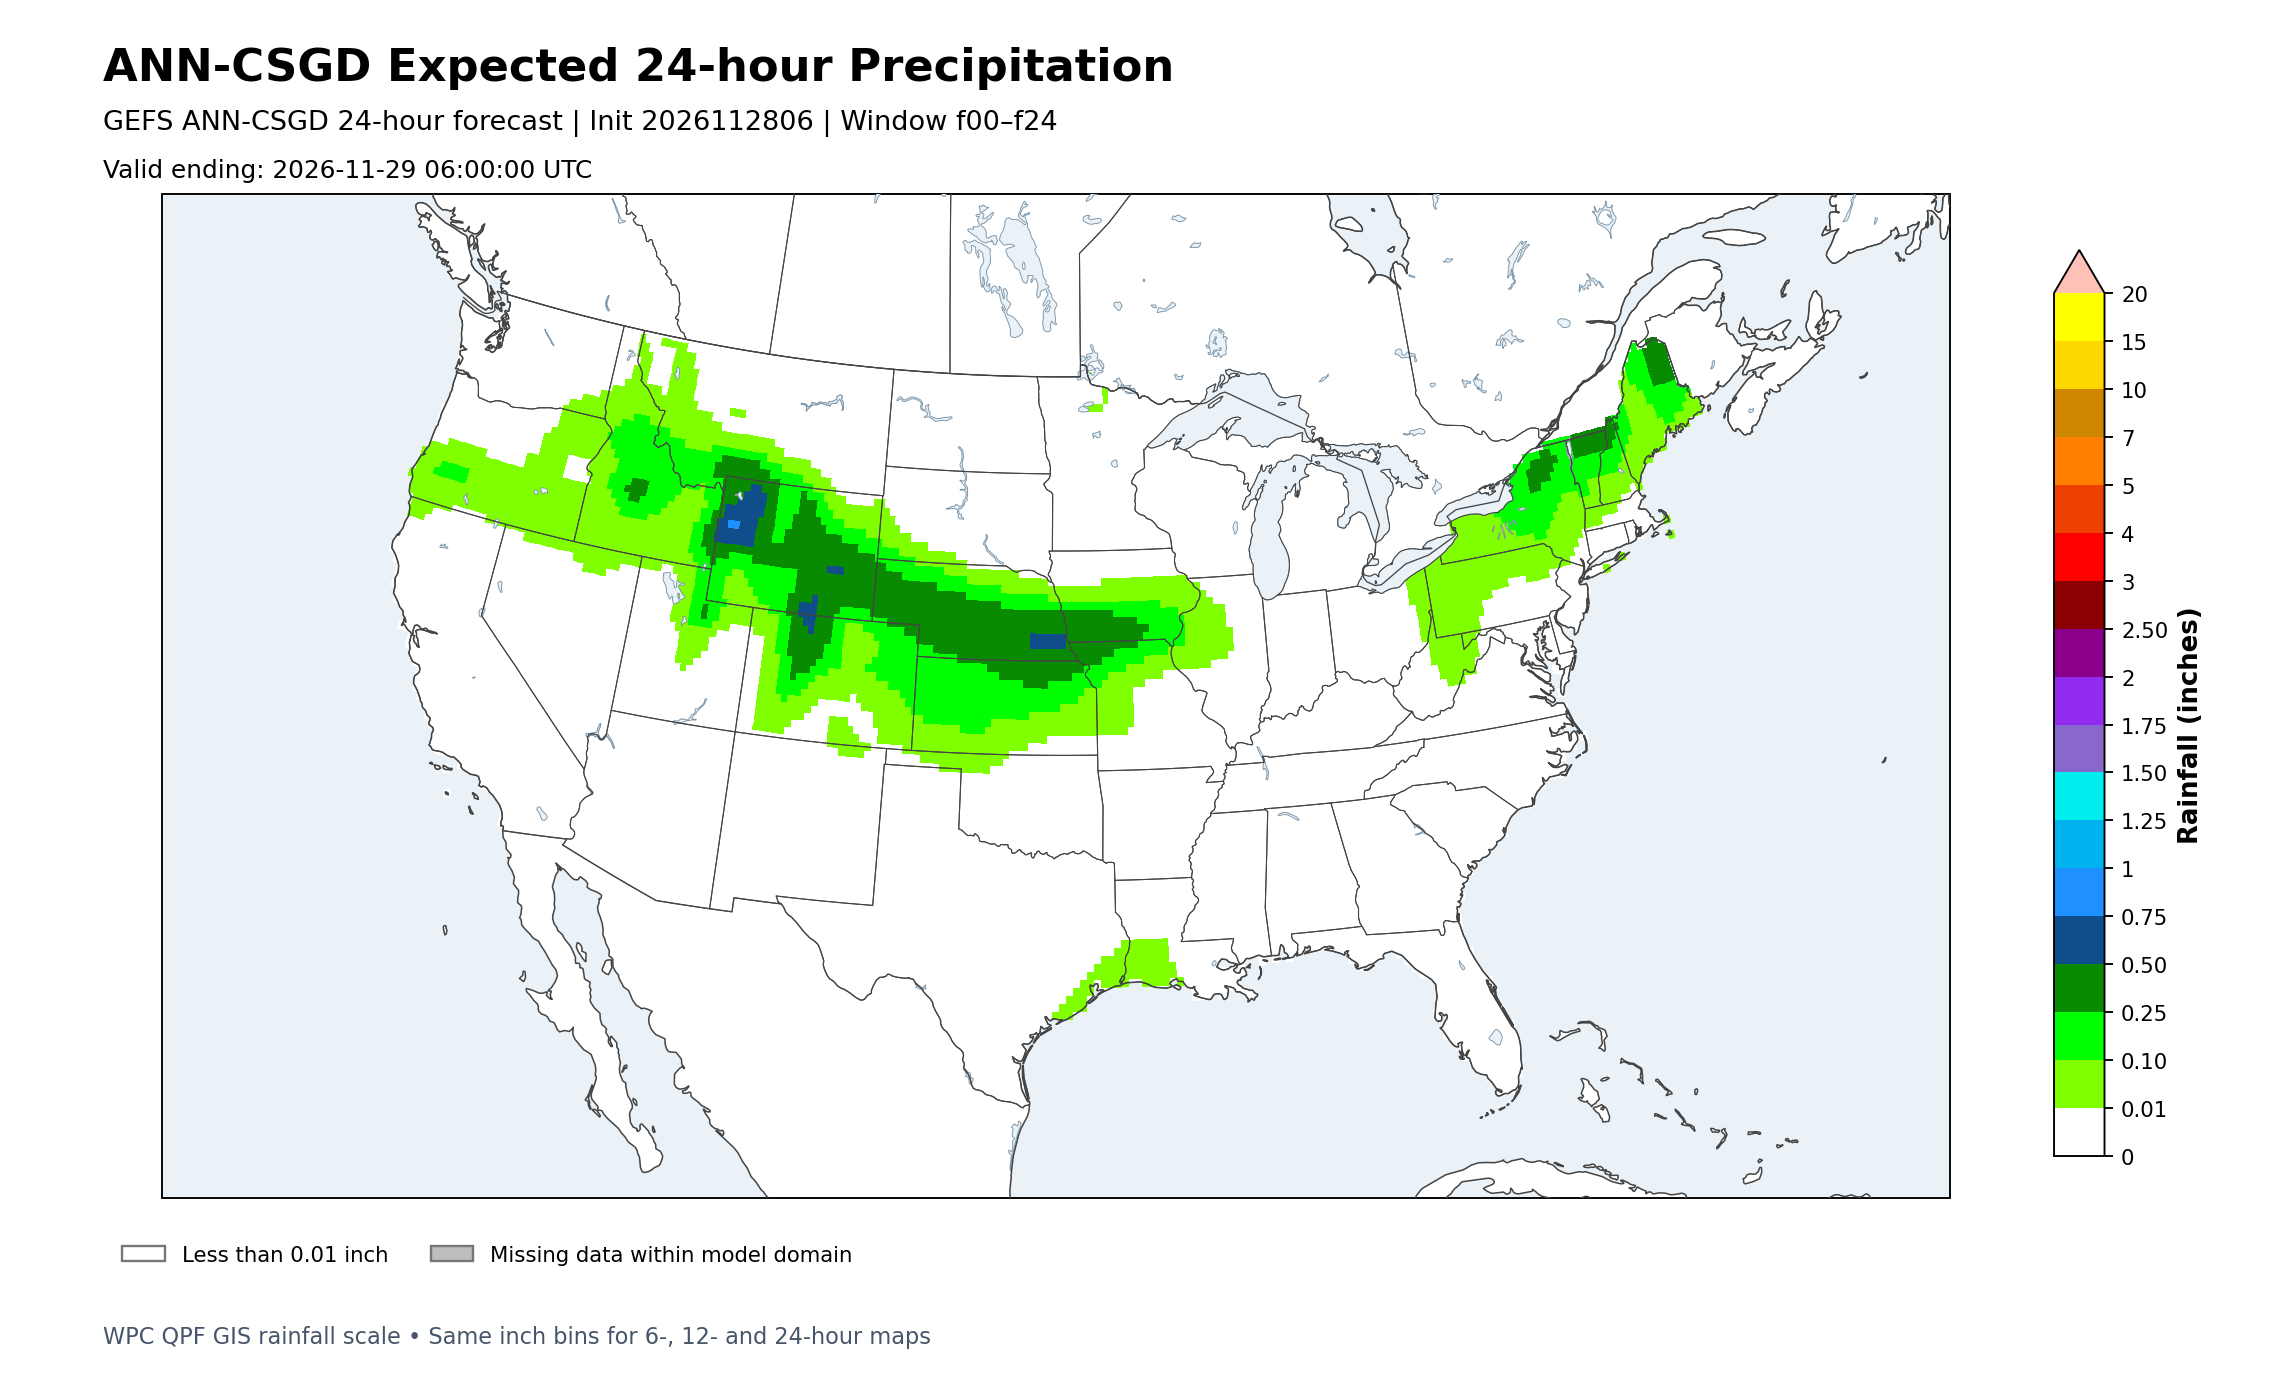 ANN-CSGD Expected 24-hour Precipitation
GEFS ANN-CSGD 24-hour forecast | Init 2026112806 | Window f00–f24
Valid ending: 2026-11-29 06:00:00 UTC
20
15
10
7
5
4
3
2.50
2
1.75
1.50
1.25
1
0.75
0.50
0.25
0.10
0.01
0
Rainfall (inches)
Less than 0.01 inch
Missing data within model domain
WPC QPF GIS rainfall scale • Same inch bins for 6-, 12- and 24-hour maps